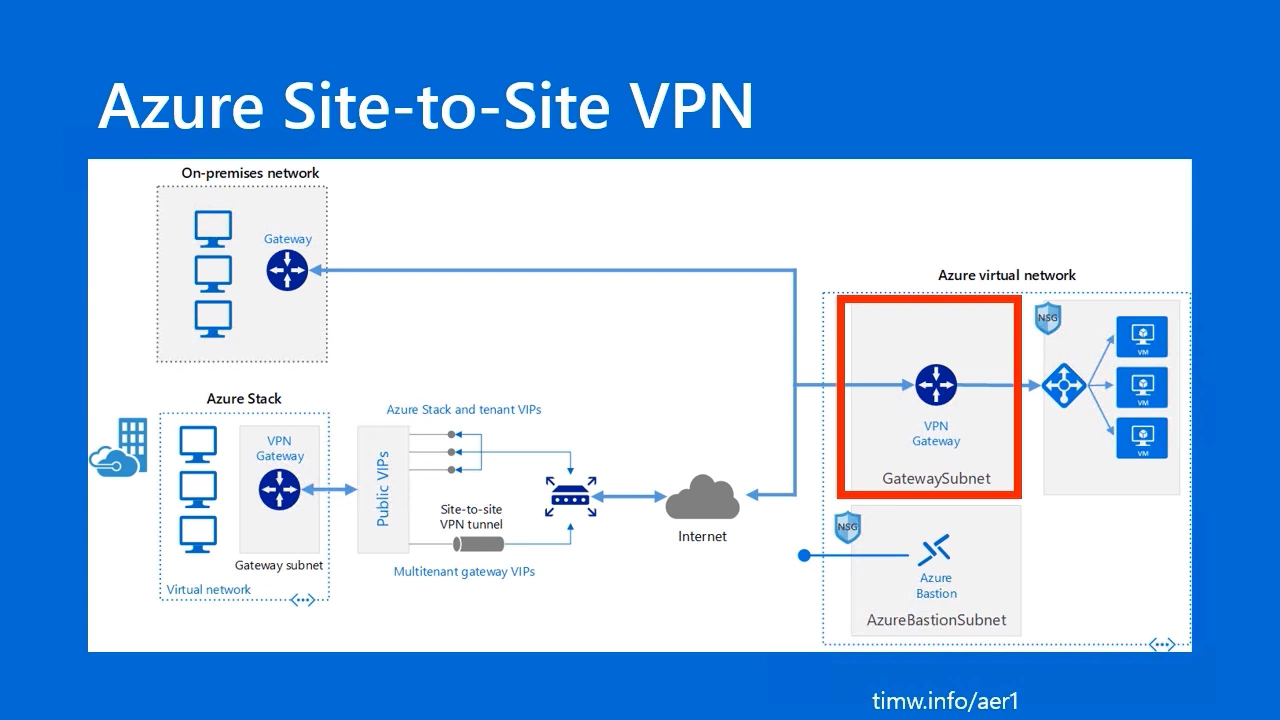 Azure Site-to-Site VPN
On-premises network
Gateway
Azure virtual network
NSG
VM
VM
VM
VPN
Gateway
GatewaySubnet
Azure Stack
VPN
Gateway
Gateway subnet
Virtual network
Azure Stack and tenant VIPs
Public VIPs
Site-to-site
VPN tunnel
Multitenant gateway VIPs
Internet
NSG
Azure
Bastion
AzureBastionSubnet
timw.info/aer1